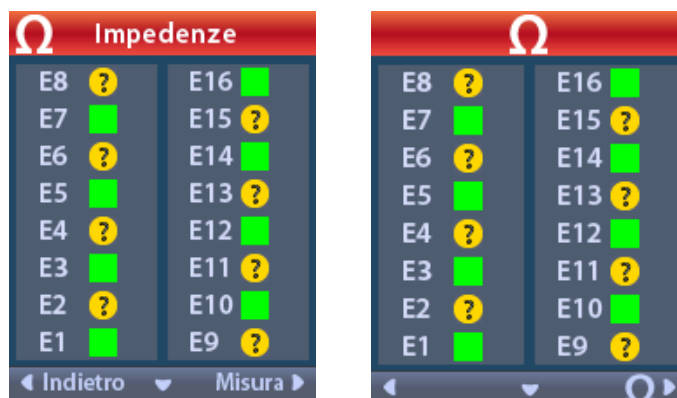 Ω Impedenze
E8 ? E16
E7 E15 ?
E6 ? E14
E5 E13 ?
E4 ? E12
E3 E11 ?
E2 ? E10
E1 E9 ?
Indietro Misura
Ω
E8 ? E16
E7 E15 ?
E6 ? E14
E5 E13 ?
E4 ? E12
E3 E11 ?
E2 ? E10
E1 E9 ?
Ω